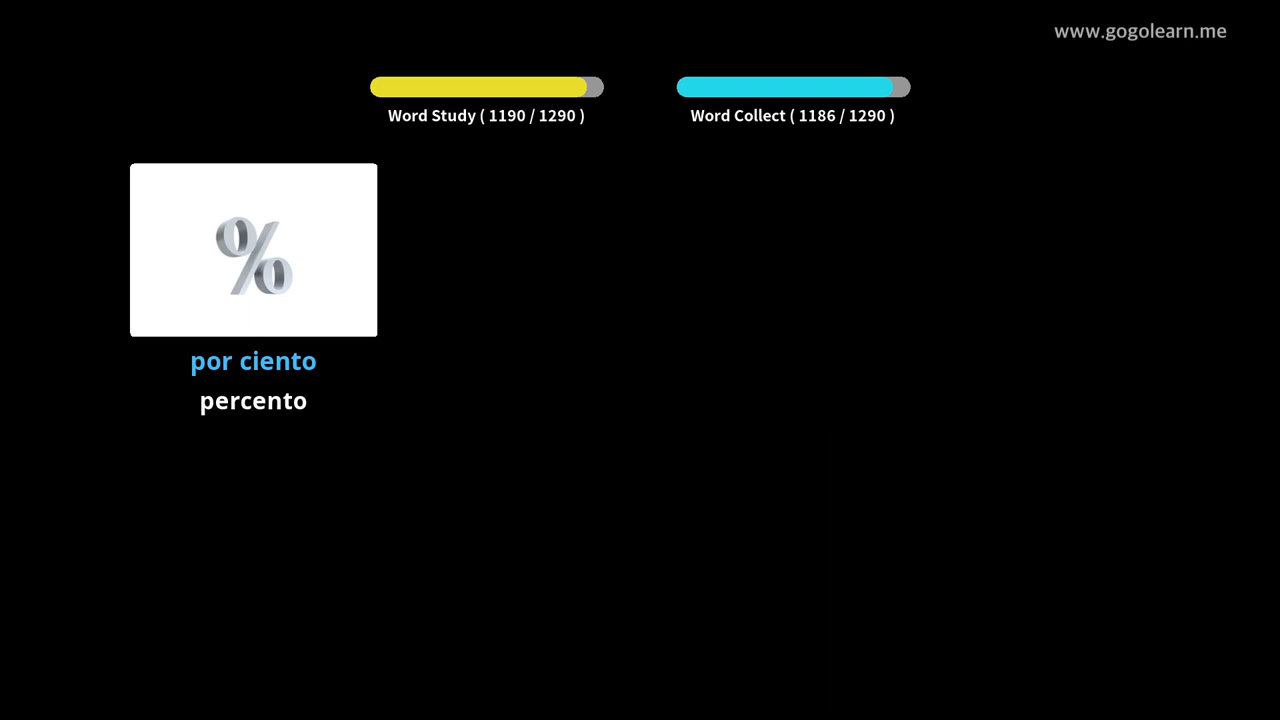 www.gogolearn.me
Word Study ( 1190 / 1290 )
Word Collect ( 1186 / 1290 )
%
por ciento
percento